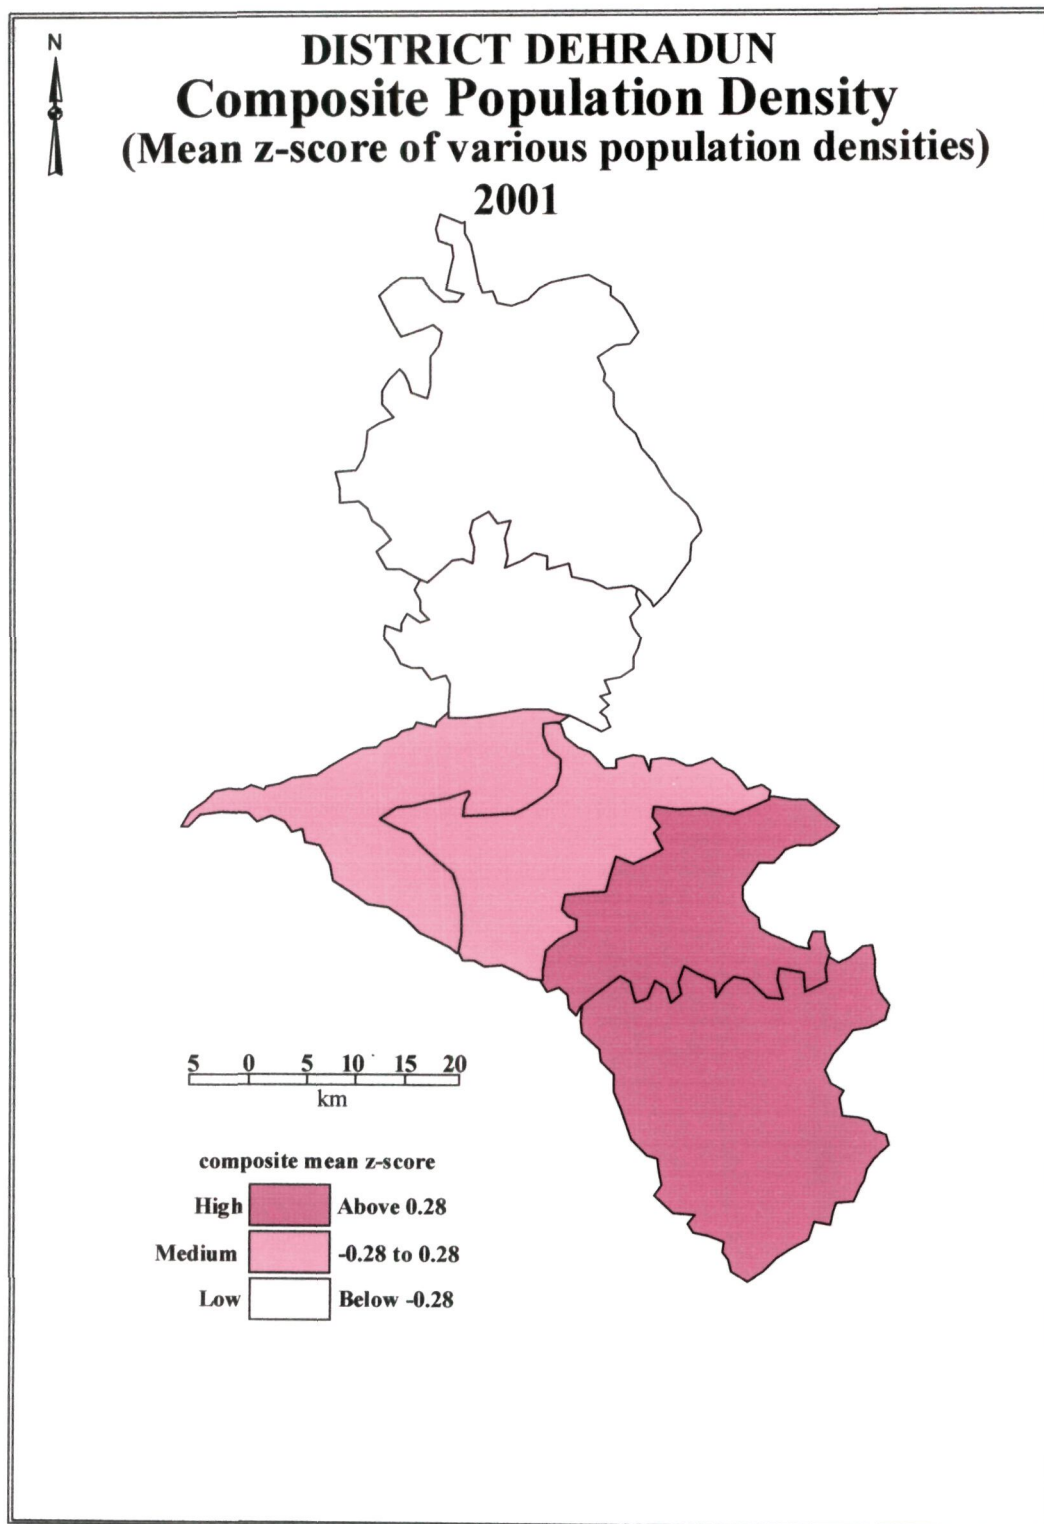 N
DISTRICT DEHRADUN
Composite Population Density
(Mean z-score of various population densities)
2001
5 0 5 10 15 20
km
composite mean z-score
High Above 0.28
Medium -0.28 to 0.28
Low Below -0.28